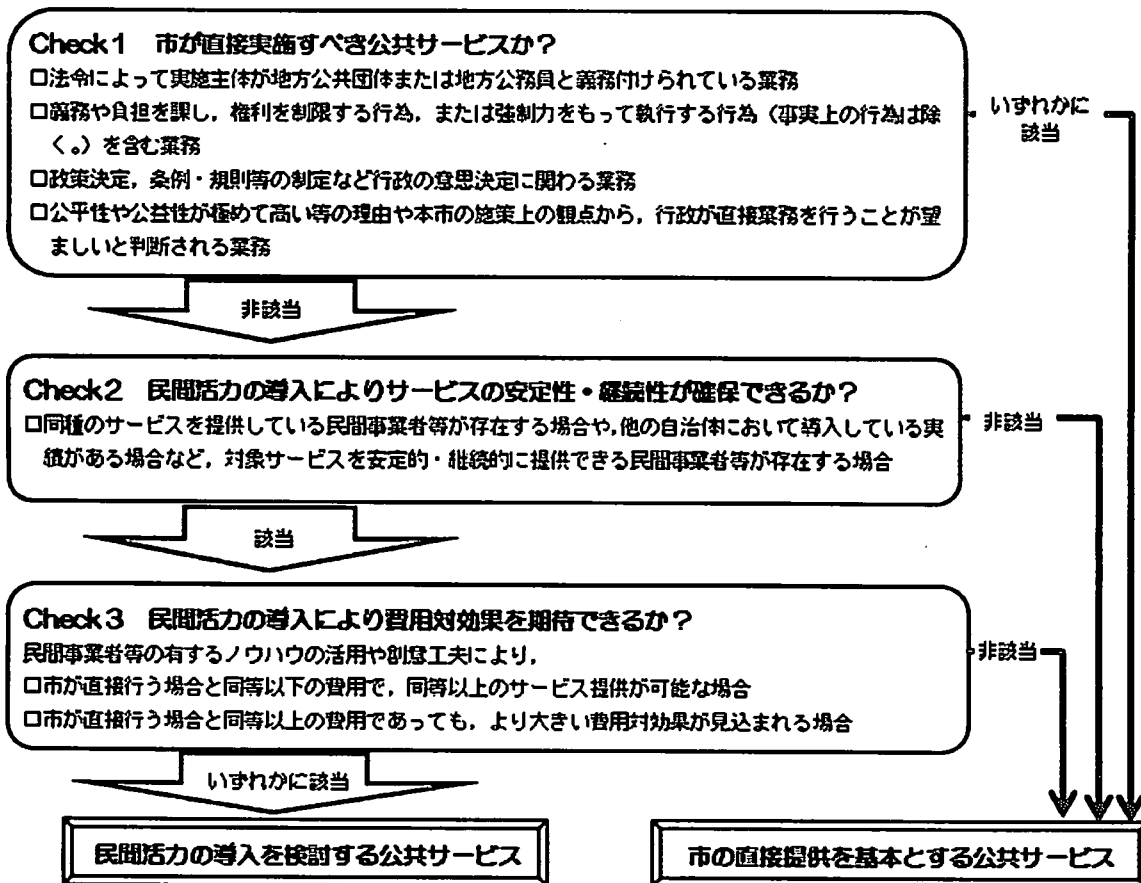 Check1 市が直接実施すべき公共サービスか？
□法令によって実施主体が地方公共団体または地方公務員と義務付けられている業務
□義務や負担を課し，権利を制限する行為，または強制力をもって執行する行為（事実上の行為は除
く。）を含む業務
□政策決定，条例・規則等の制定など行政の意思決定に関わる業務
□公平性や公益性が極めて高い等の理由や本市の施策上の観点から，行政が直接業務を行うことが望
ましいと判断される業務
いずれかに
該当
非該当
Check2 民間活力の導入によりサービスの安定性・継続性が確保できるか？
□同種のサービスを提供している民間事業者等が存在する場合や，他の自治体において導入している実
績がある場合など，対象サービスを安定的・継続的に提供できる民間事業者等が存在する場合
非該当
該当
Check3 民間活力の導入により費用対効果を期待できるか？
民間事業者等の有するノウハウの活用や創意工夫により，
□市が直接行う場合と同等以下の費用で，同等以上のサービス提供が可能な場合
□市が直接行う場合と同等以上の費用であっても，より大きい費用対効果が見込まれる場合
非該当
いずれかに該当
民間活力の導入を検討する公共サービス
市の直接提供を基本とする公共サービス